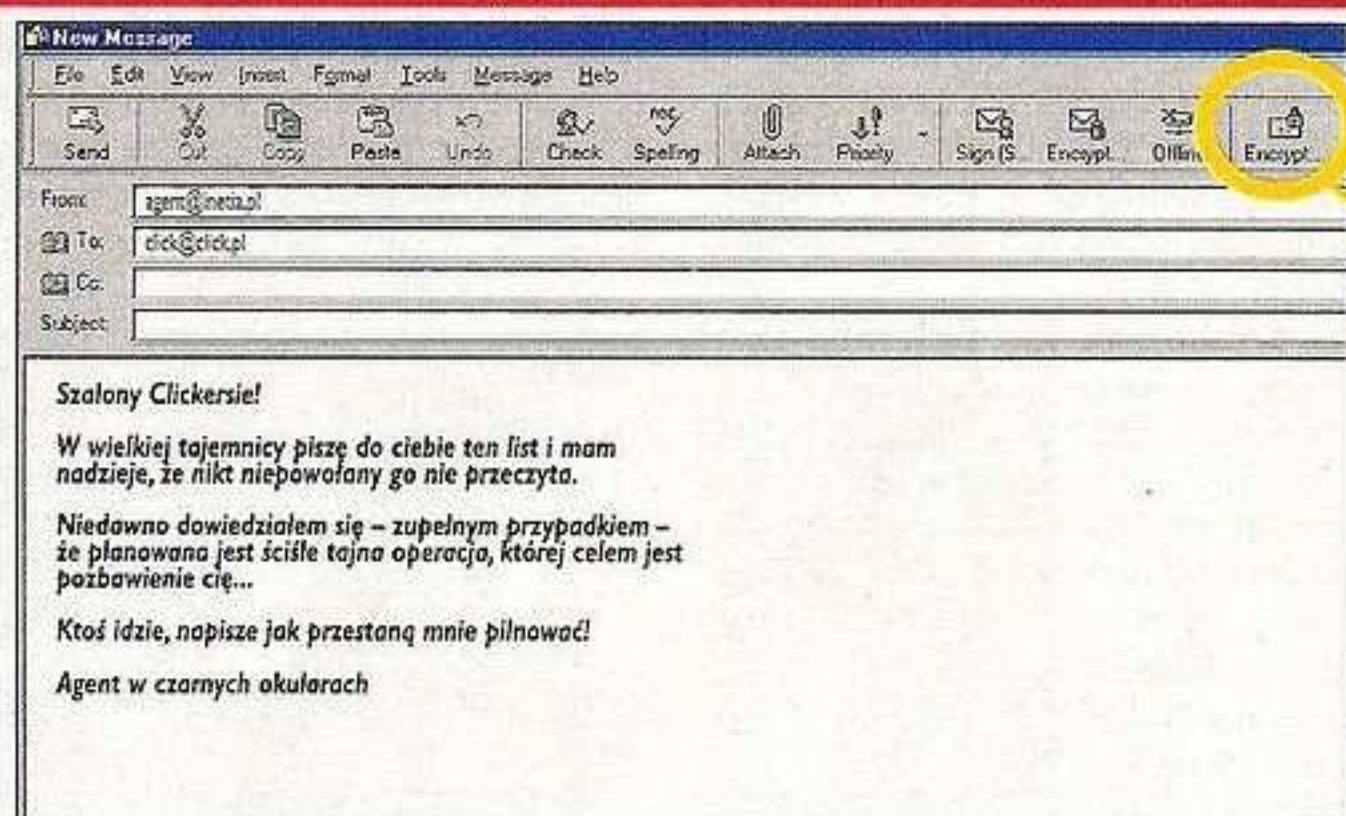 New Message
File Edit View Insert Format Tools Message Help
Send Cut Copy Paste Undo Check Spelling Attach Priority Sign (S... Encrypt... Offline Encrypt...
From: agent@netia.pl
To: click@click.pl
Cc:
Subject:
Szalony Clickersie!
W wielkiej tajemnicy piszę do ciebie ten list i mam
nadzieje, że nikt niepowołany go nie przeczyta.
Niedawno dowiedziałem się – zupełnym przypadkiem –
że planowana jest ściśle tajna operacja, której celem jest
pozbawienie cię...
Ktoś idzie, napisze jak przestaną mnie pilnować!
Agent w czarnych okularach